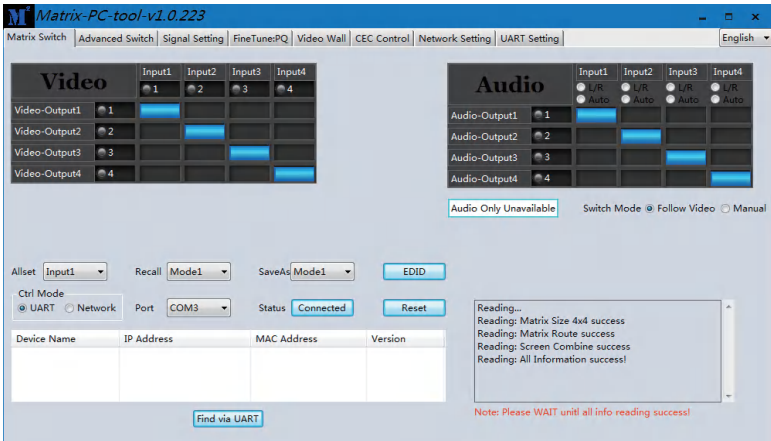 M Matrix-PC-tool-v1.0.223
Matrix Switch Advanced Switch Signal Setting FineTune:PQ Video Wall CEC Control Network Setting UART Setting English
Video Input1 Input2 Input3 Input4
1 2 3 4
Video-Output1 1
Video-Output2 2
Video-Output3 3
Video-Output4 4
Audio Input1 Input2 Input3 Input4
L/R L/R L/R L/R
Auto Auto Auto Auto
Audio-Output1 1
Audio-Output2 2
Audio-Output3 3
Audio-Output4 4
Audio Only Unavailable Switch Mode Follow Video Manual
Allset Input1 Recall Mode1 SaveAs Mode1 EDID
Ctrl Mode
UART Network Port COM3 Status Connected Reset
Device Name IP Address MAC Address Version
Find via UART
Reading...
Reading: Matrix Size 4x4 success
Reading: Matrix Route success
Reading: Screen Combine success
Reading: All Information success!
Note: Please WAIT unitl all info reading success!